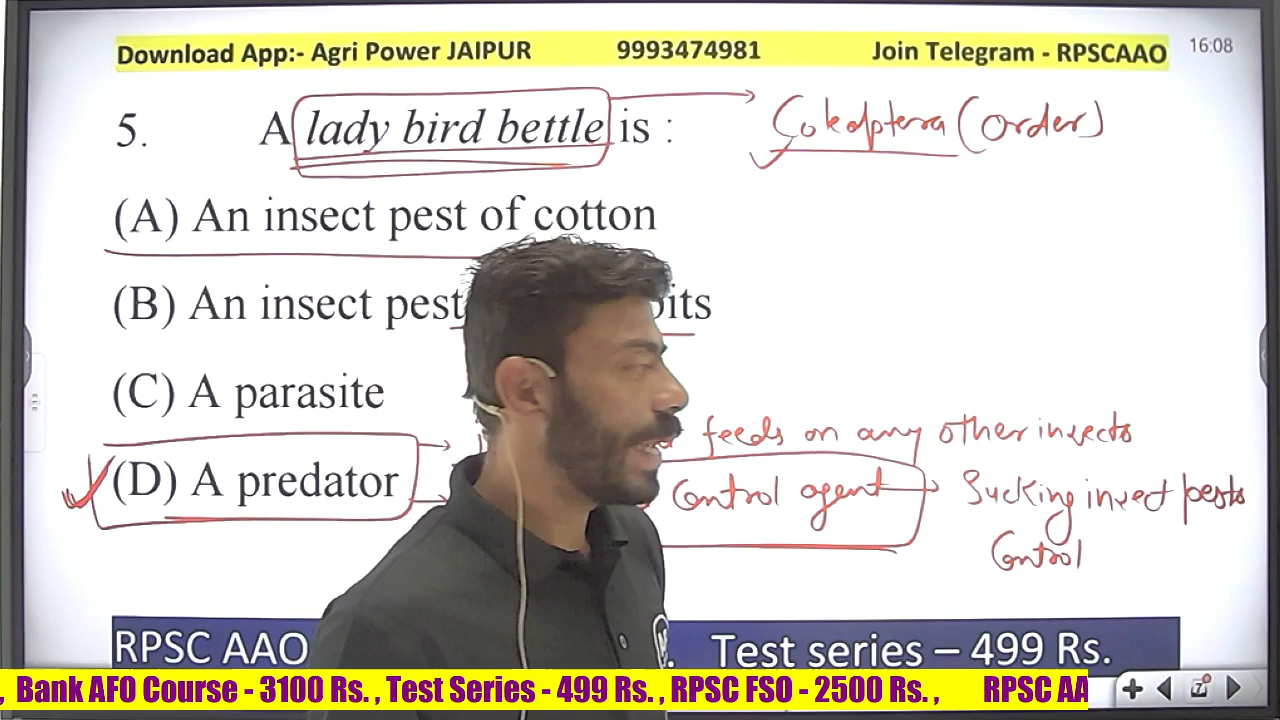 Download App:- Agri Power JAIPUR 9993474981 Join Telegram - RPSCAAO 16:08
5. A lady bird bettle is : Coleoptera (Order)
(A) An insect pest of cotton
(B) An insect pest
(C) A parasite
feeds on any other insects
(D) A predator
Control agent Sucking insect pests
Control
RPSC AAO Test series – 499 Rs.
, Bank AFO Course - 3100 Rs. , Test Series - 499 Rs. , RPSC FSO - 2500 Rs. , RPSC AA